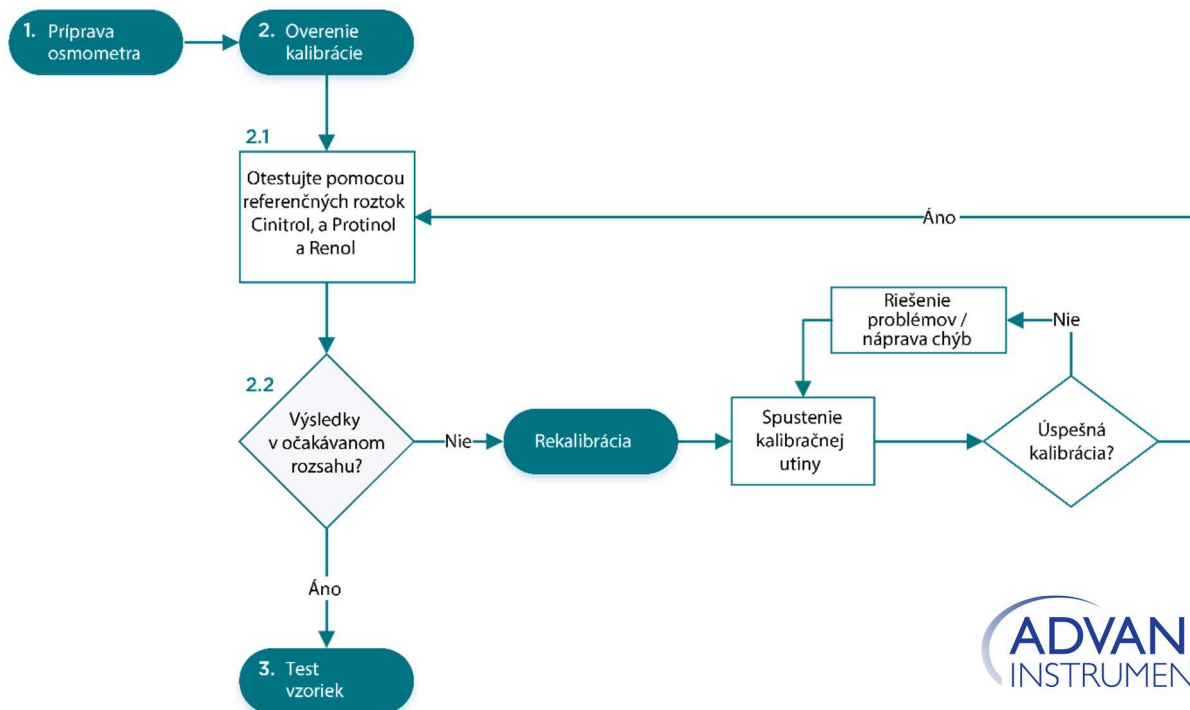 1. Príprava
osmometra
2. Overenie
kalibrácie
2.1
Otestujte pomocou
referenčných roztok
Cinitrol, a Protinol
a Renol
Áno
Riešenie
problémov /
náprava chýb
Nie
2.2
Výsledky
v očakávanom
rozsahu?
Nie
Rekalibrácia
Spustenie
kalibračnej
utiny
Úspešná
kalibrácia?
Áno
3. Test
vzoriek
ADVAN
INSTRUMEN